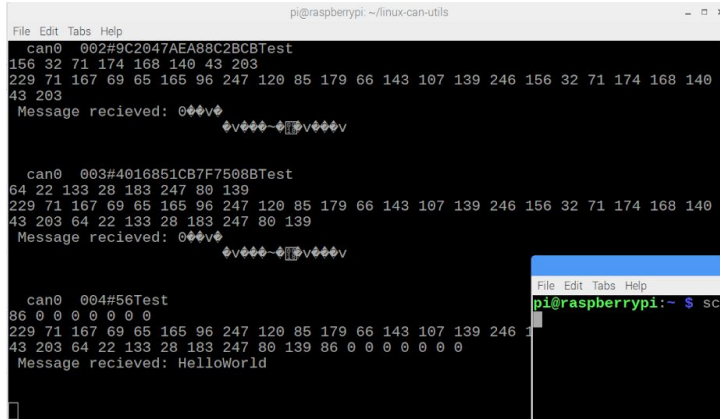 pi@raspberrypi: ~/linux-can-utils
File Edit Tabs Help
can0 002#9C2047AEA88C2BCBTest
156 32 71 174 168 140 43 203
229 71 167 69 65 165 96 247 120 85 179 66 143 107 139 246 156 32 71 174 168 140
43 203
Message recieved: 0��v�
�v���~��v���v
can0 003#4016851CB7F7508BTest
64 22 133 28 183 247 80 139
229 71 167 69 65 165 96 247 120 85 179 66 143 107 139 246 156 32 71 174 168 140
43 203 64 22 133 28 183 247 80 139
Message recieved: 0��v�
�v���~��v���v
can0 004#56Test
86 0 0 0 0 0 0 0
229 71 167 69 65 165 96 247 120 85 179 66 143 107 139 246 1
43 203 64 22 133 28 183 247 80 139 86 0 0 0 0 0 0 0
Message recieved: HelloWorld
File Edit Tabs Help
pi@raspberrypi:~ $ sc